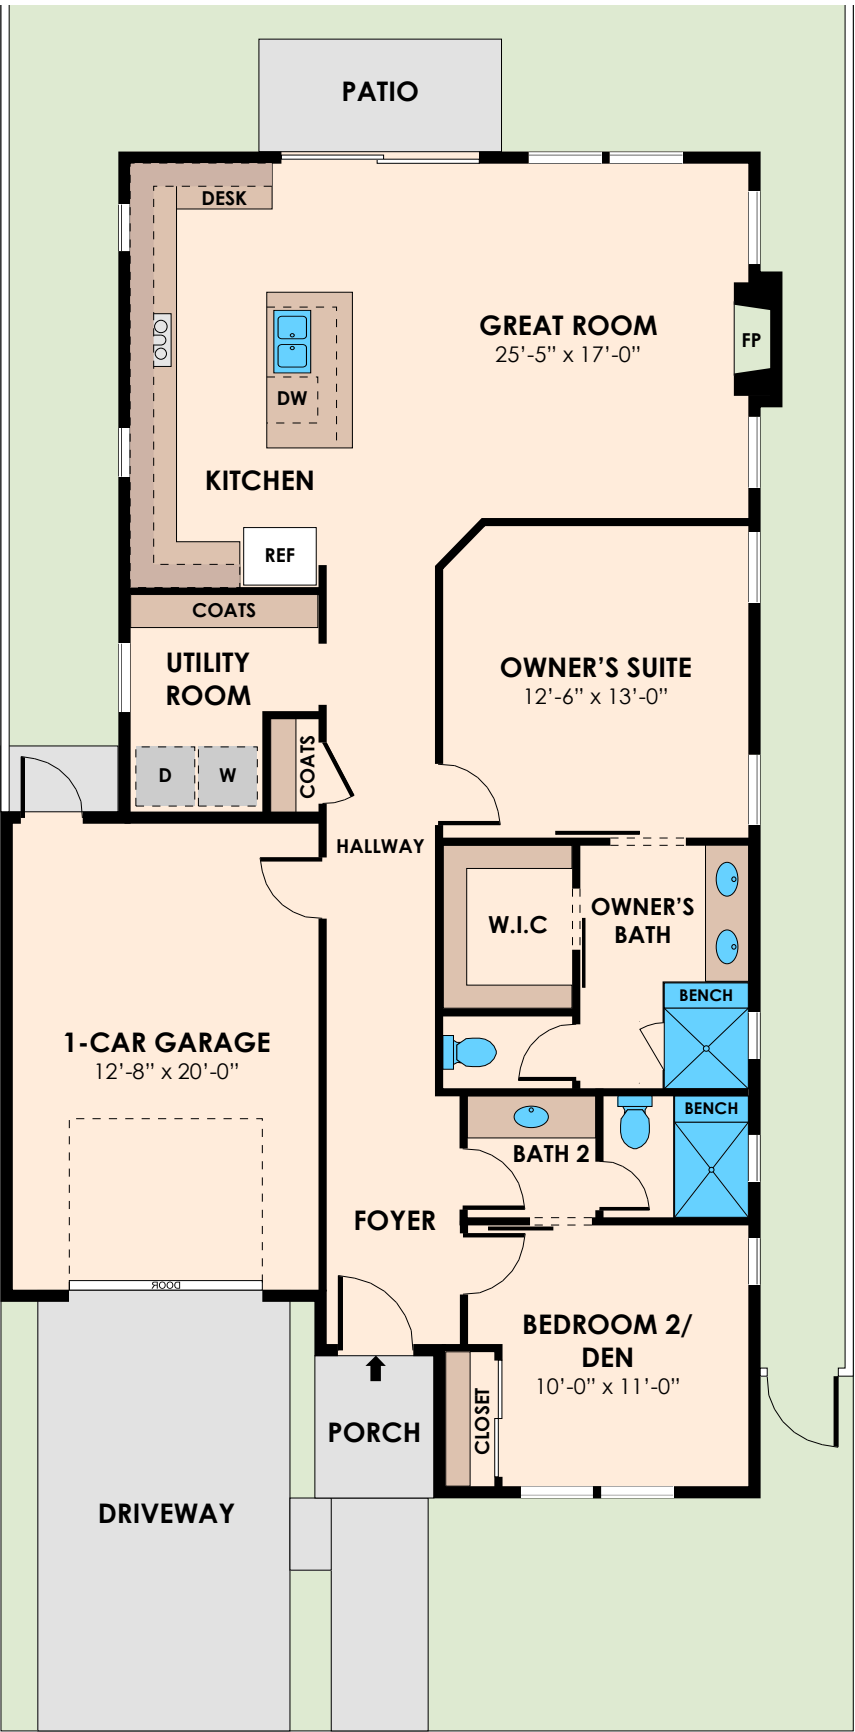 PATIO
DESK
GREAT ROOM
25'-5” x 17'-0”
FP
DW
KITCHEN
REF
COATS
UTILITY
ROOM
OWNER'S SUITE
12'-6” x 13'-0”
COATS
D
W
HALLWAY
W.I.C
OWNER'S
BATH
BENCH
1-CAR GARAGE
12'-8” x 20'-0”
BENCH
BATH 2
FOYER
DOOR
BEDROOM 2/
DEN
10'-0” x 11'-0”
CLOSET
PORCH
DRIVEWAY